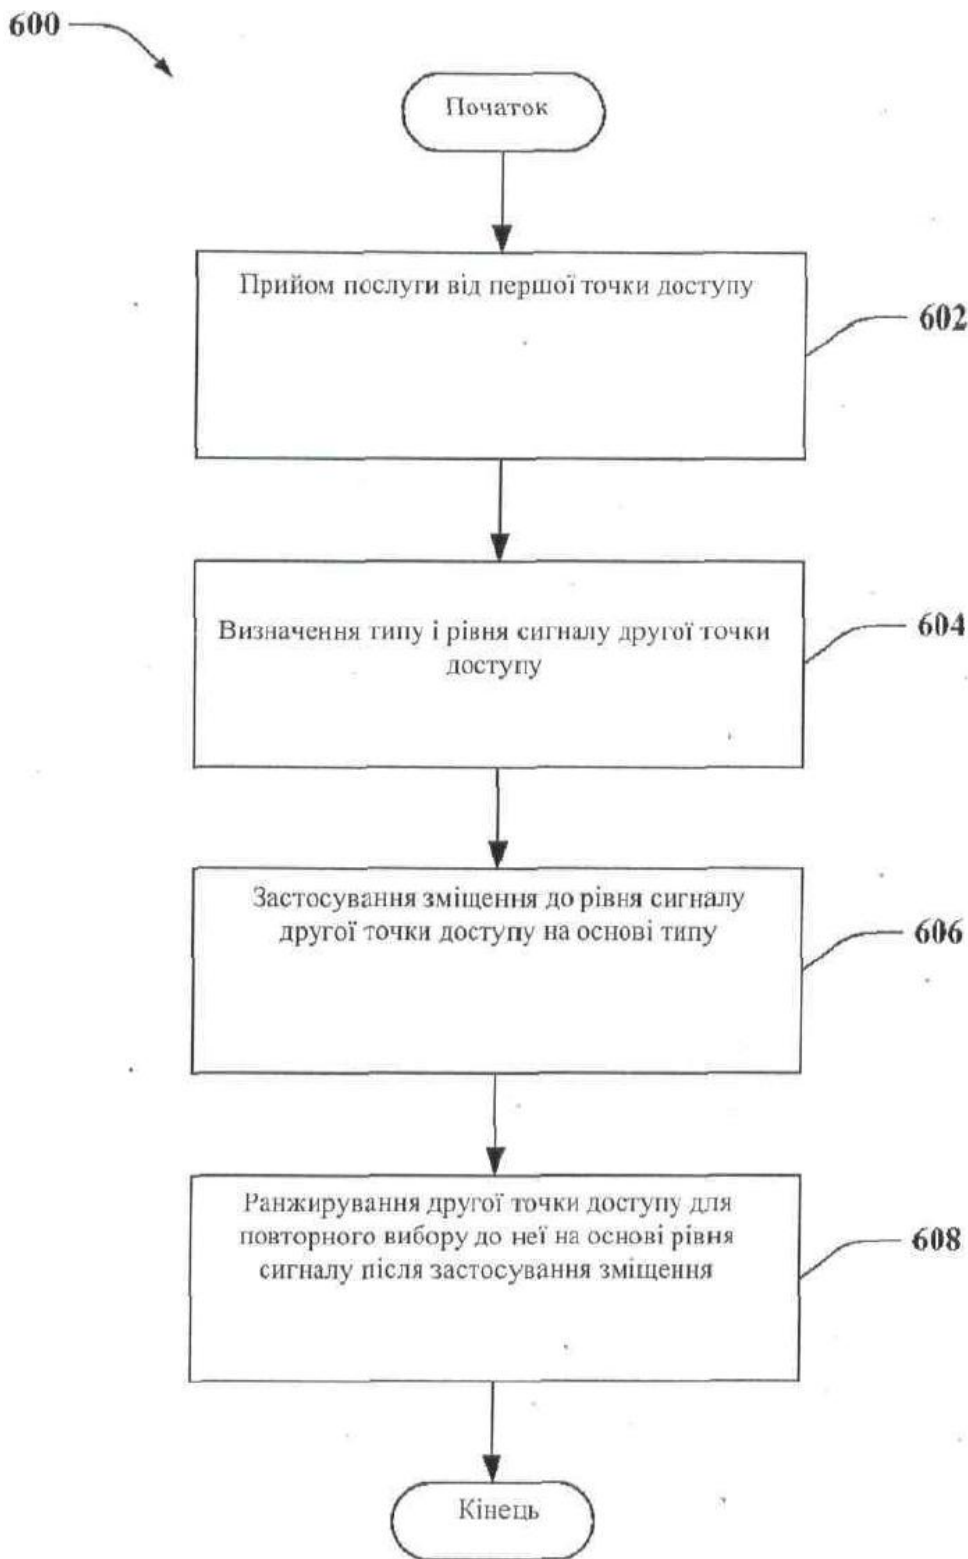 600
Початок
Прийом послуги від першої точки доступу
602
Визначення типу і рівня сигналу другої точки
доступу
604
Застосування зміщення до рівня сигналу
другої точки доступу на основі типу
606
Ранжирування другої точки доступу для
повторного вибору до неї на основі рівня
сигналу після застосування зміщення
608
Кінець